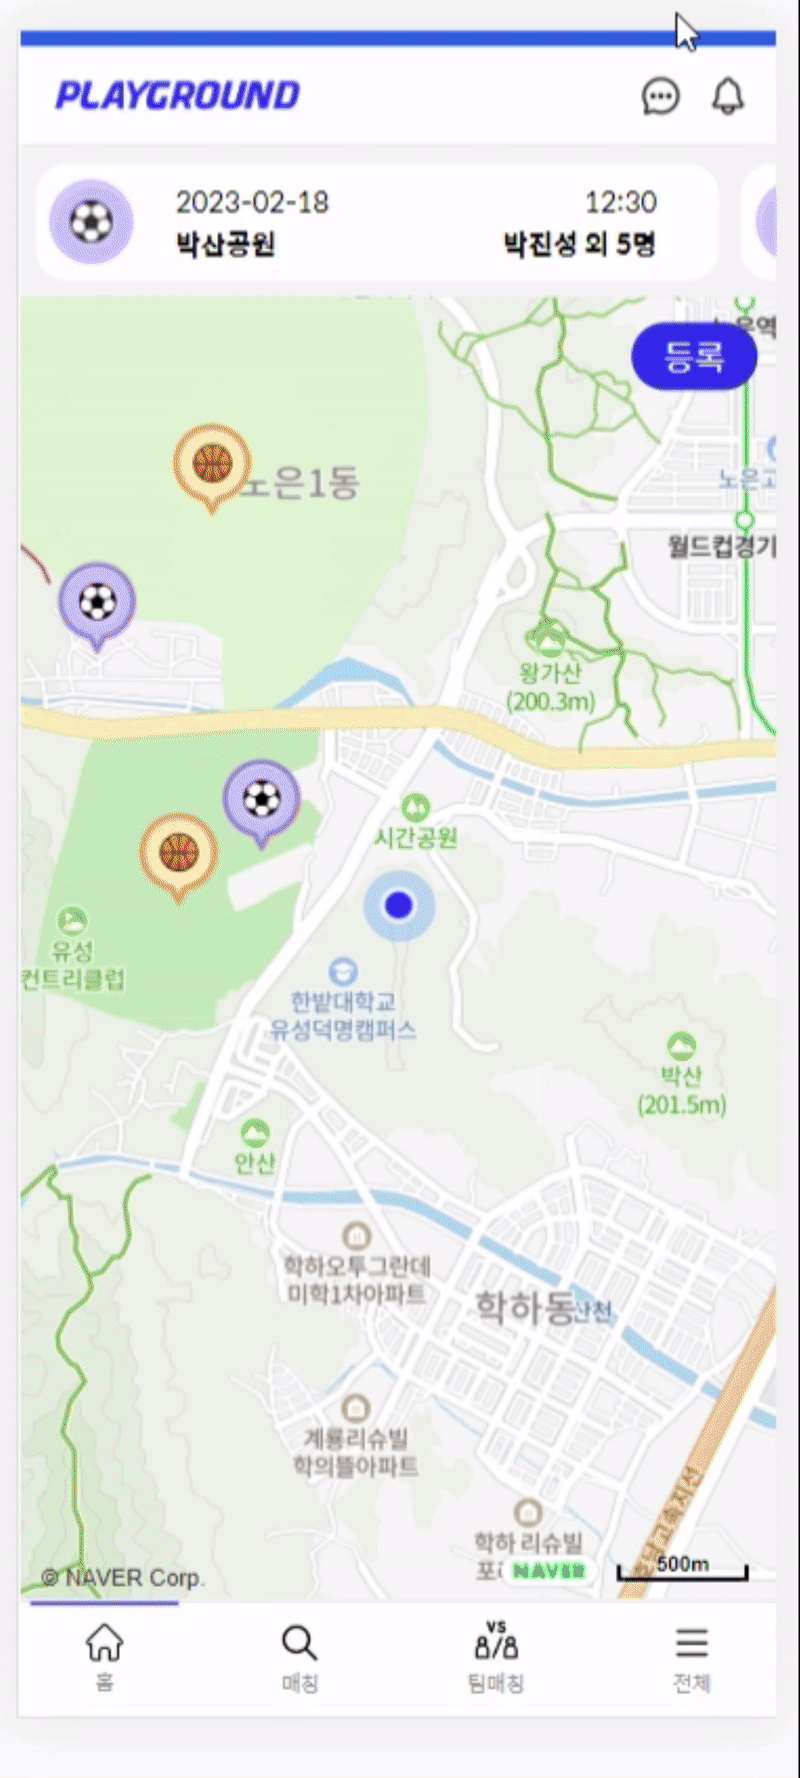 PLAYGROUND
2023-02-18 12:30
박산공원 박진성 외 5명
등록
노은1동
월드컵경기
왕가산
(200.3m)
시간공원
유성
컨트리클럽
한밭대학교
유성덕명캠퍼스
박산
(201.5m)
안산
학하오투그란데
미학1차아파트
학하동
산천
계룡리슈빌
학의뜰아파트
학하 리슈빌
NAVER
500m
© NAVER Corp.
VS
홈
매칭
팀매칭
전체